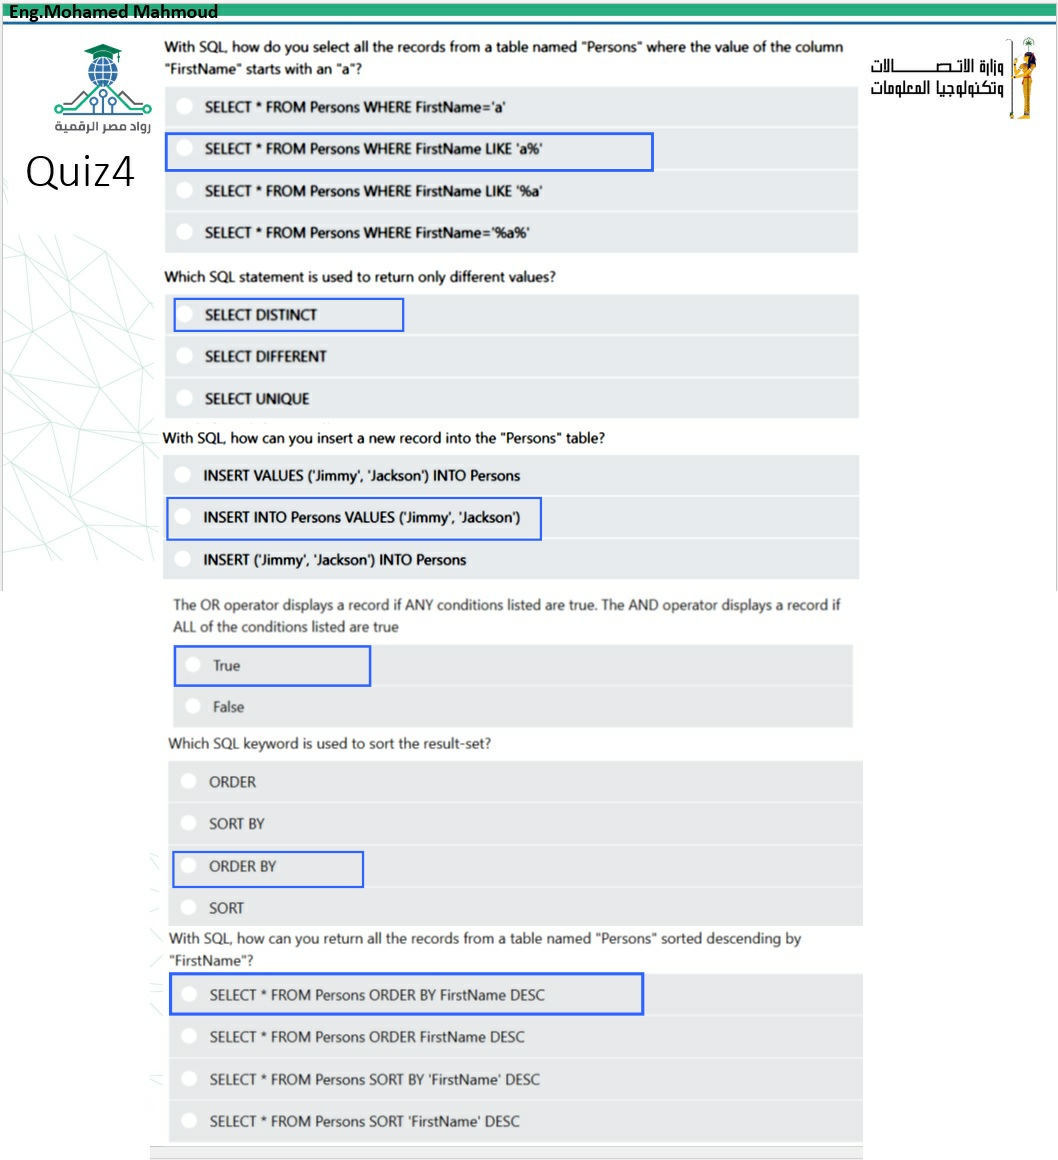 Eng.Mohamed Mahmoud
رواد مصر الرقمية
وزارة الاتصــــــالات
وتكنولوجيا المعلومات
Quiz4
With SQL, how do you select all the records from a table named "Persons" where the value of the column
"FirstName" starts with an "a"?
SELECT * FROM Persons WHERE FirstName='a'
SELECT * FROM Persons WHERE FirstName LIKE 'a%'
SELECT * FROM Persons WHERE FirstName LIKE '%a'
SELECT * FROM Persons WHERE FirstName='%a%'
Which SQL statement is used to return only different values?
SELECT DISTINCT
SELECT DIFFERENT
SELECT UNIQUE
With SQL, how can you insert a new record into the "Persons" table?
INSERT VALUES ('Jimmy', 'Jackson') INTO Persons
INSERT INTO Persons VALUES ('Jimmy', 'Jackson')
INSERT ('Jimmy', 'Jackson') INTO Persons
The OR operator displays a record if ANY conditions listed are true. The AND operator displays a record if
ALL of the conditions listed are true
True
False
Which SQL keyword is used to sort the result-set?
ORDER
SORT BY
ORDER BY
SORT
With SQL, how can you return all the records from a table named "Persons" sorted descending by
"FirstName"?
SELECT * FROM Persons ORDER BY FirstName DESC
SELECT * FROM Persons ORDER FirstName DESC
SELECT * FROM Persons SORT BY 'FirstName' DESC
SELECT * FROM Persons SORT 'FirstName' DESC